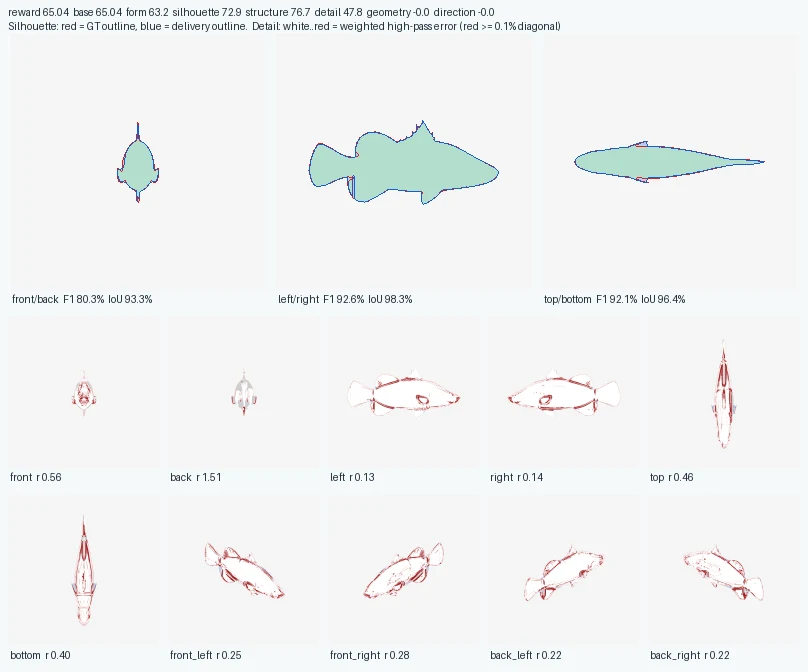 reward 65.04 base 65.04 form 63.2 silhouette 72.9 structure 76.7 detail 47.8 geometry -0.0 direction -0.0
Silhouette: red = GT outline, blue = delivery outline. Detail: white..red = weighted high-pass error (red >= 0.1% diagonal)
front/back F1 80.3% IoU 93.3%
left/right F1 92.6% IoU 98.3%
top/bottom F1 92.1% IoU 96.4%
front r 0.56
back r 1.51
left r 0.13
right r 0.14
top r 0.46
bottom r 0.40
front_left r 0.25
front_right r 0.28
back_left r 0.22
back_right r 0.22